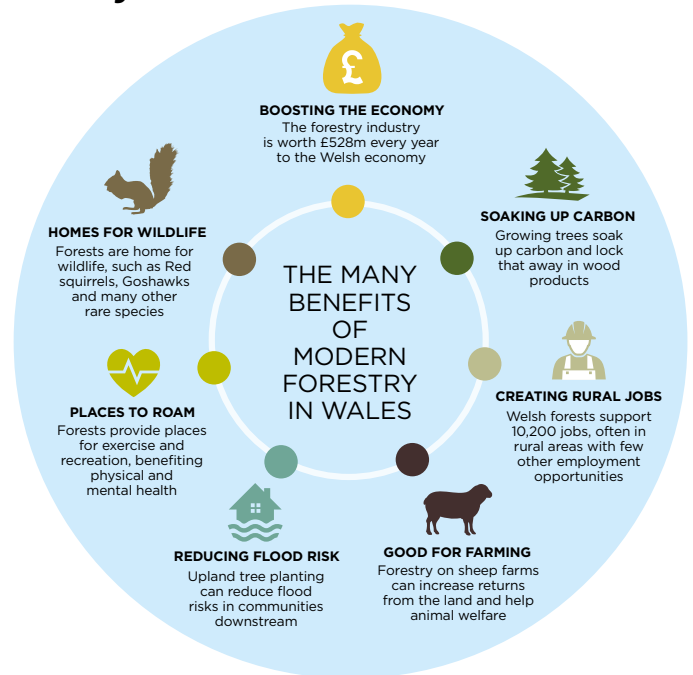 £
BOOSTING THE ECONOMY
The forestry industry
is worth £528m every year
to the Welsh economy
SOAKING UP CARBON
Growing trees soak
up carbon and lock
that away in wood
products
CREATING RURAL JOBS
Welsh forests support
10,200 jobs, often in
rural areas with few
other employment
opportunities
GOOD FOR FARMING
Forestry on sheep farms
can increase returns
from the land and help
animal welfare
REDUCING FLOOD RISK
Upland tree planting
can reduce flood
risks in communities
downstream
PLACES TO ROAM
Forests provide places
for exercise and
recreation, benefiting
physical and
mental health
HOMES FOR WILDLIFE
Forests are home for
wildlife, such as Red
squirrels, Goshawks
and many other
rare species
THE MANY
BENEFITS
OF
MODERN
FORESTRY
IN WALES